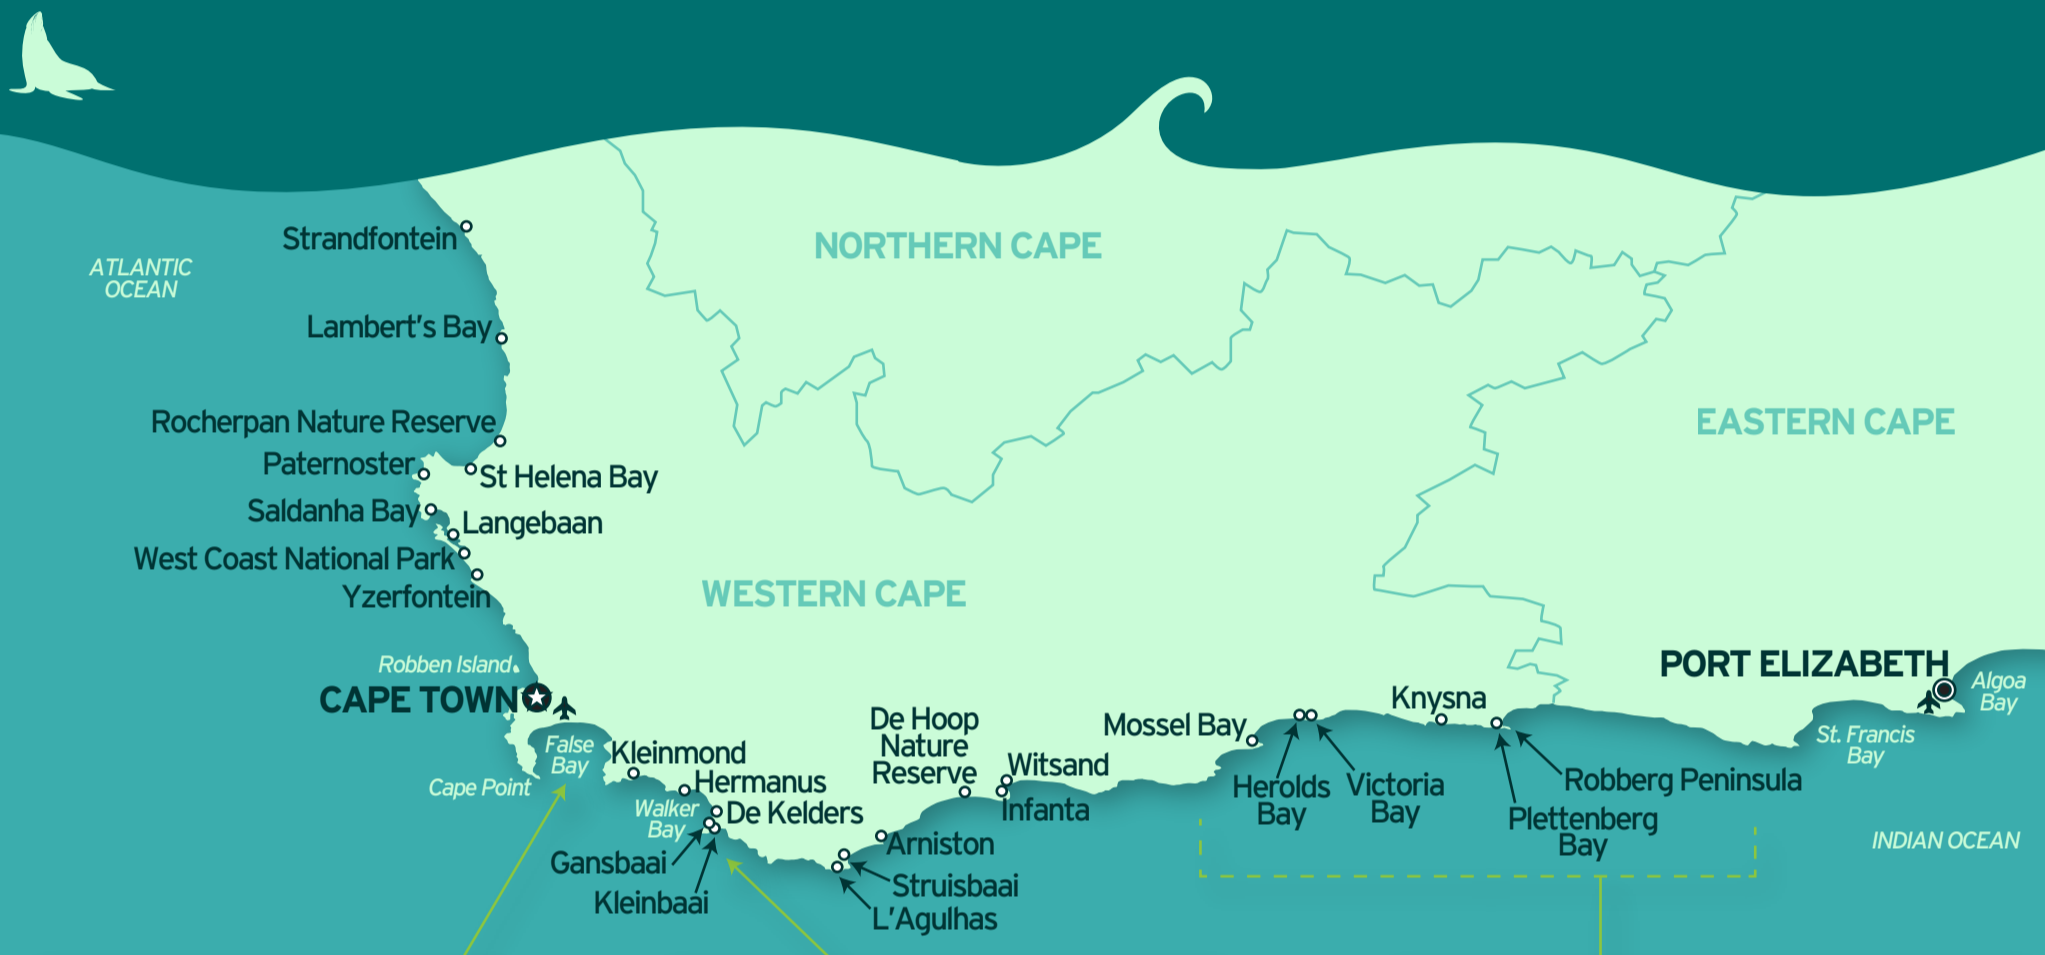 NORTHERN CAPE
Strandfontein
ATLANTIC
OCEAN
Lambert's Bay
Rocherpan Nature Reserve
EASTERN CAPE
Paternoster
St Helena Bay
Saldanha Bay
Langebaan
West Coast National Park
Yzerfontein
WESTERN CAPE
Robben Island
CAPE TOWN
PORT ELIZABETH
Algoa
Bay
St. Francis
Bay
False
Bay
Cape Point
Kleinmond
Hermanus
Walker
Bay
De Kelders
Gansbaai
Kleinbaai
De Hoop
Nature
Reserve
Witsand
Infanta
Arniston
Struisbaai
L'Agulhas
Mossel Bay
Herolds
Bay
Victoria
Bay
Knysna
Robberg Peninsula
Plettenberg
Bay
INDIAN OCEAN